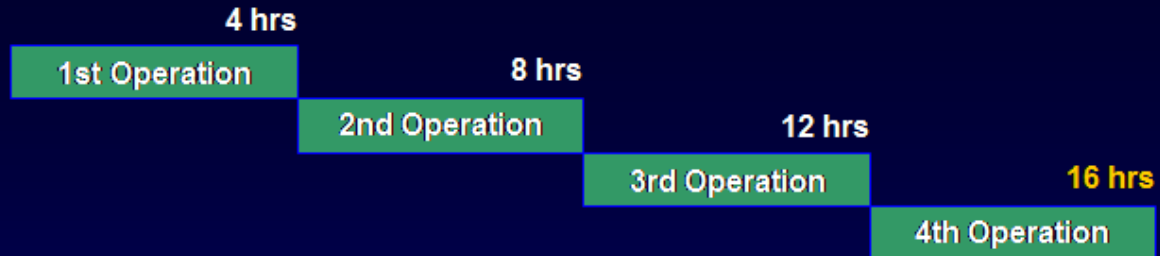 4 hrs
1st Operation
8 hrs
2nd Operation
12 hrs
3rd Operation
16 hrs
4th Operation